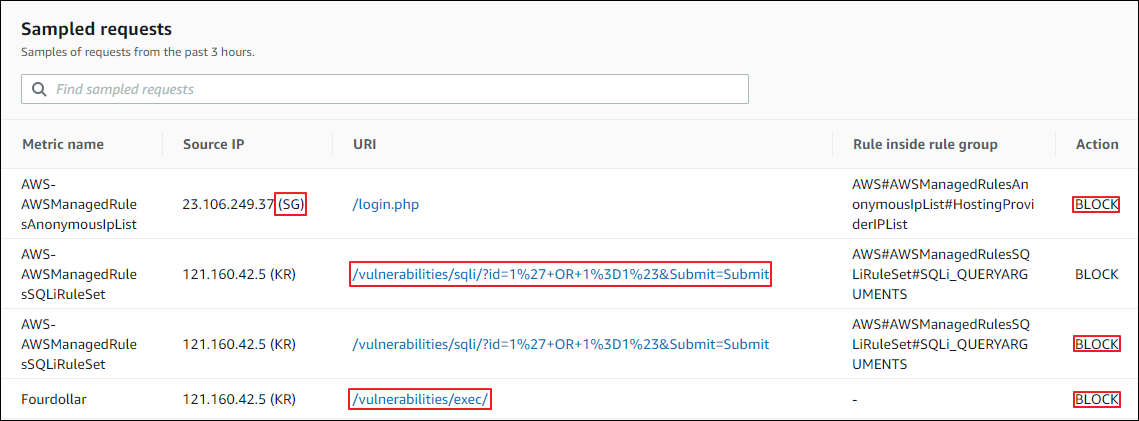 Sampled requests
Samples of requests from the past 3 hours.
Find sampled requests
Metric name Source IP URI Rule inside rule group Action
AWS-
AWSManagedRule
sAnonymousIpList
23.106.249.37 (SG)
/login.php
AWS#AWSManagedRulesAn
onymousIpList#HostingProvi
derIPList
BLOCK
AWS-
AWSManagedRul
esSQLiRuleSet
121.160.42.5 (KR)
/vulnerabilities/sqli/?id=1%27+OR+1%3D1%23&Submit=Submit
AWS#AWSManagedRulesSQ
LiRuleSet#SQLi_QUERYARG
UMENTS
BLOCK
AWS-
AWSManagedRul
esSQLiRuleSet
121.160.42.5 (KR)
/vulnerabilities/sqli/?id=1%27+OR+1%3D1%23&Submit=Submit
AWS#AWSManagedRulesSQ
LiRuleSet#SQLi_QUERYARG
UMENTS
BLOCK
Fourdollar 121.160.42.5 (KR) /vulnerabilities/exec/ - BLOCK